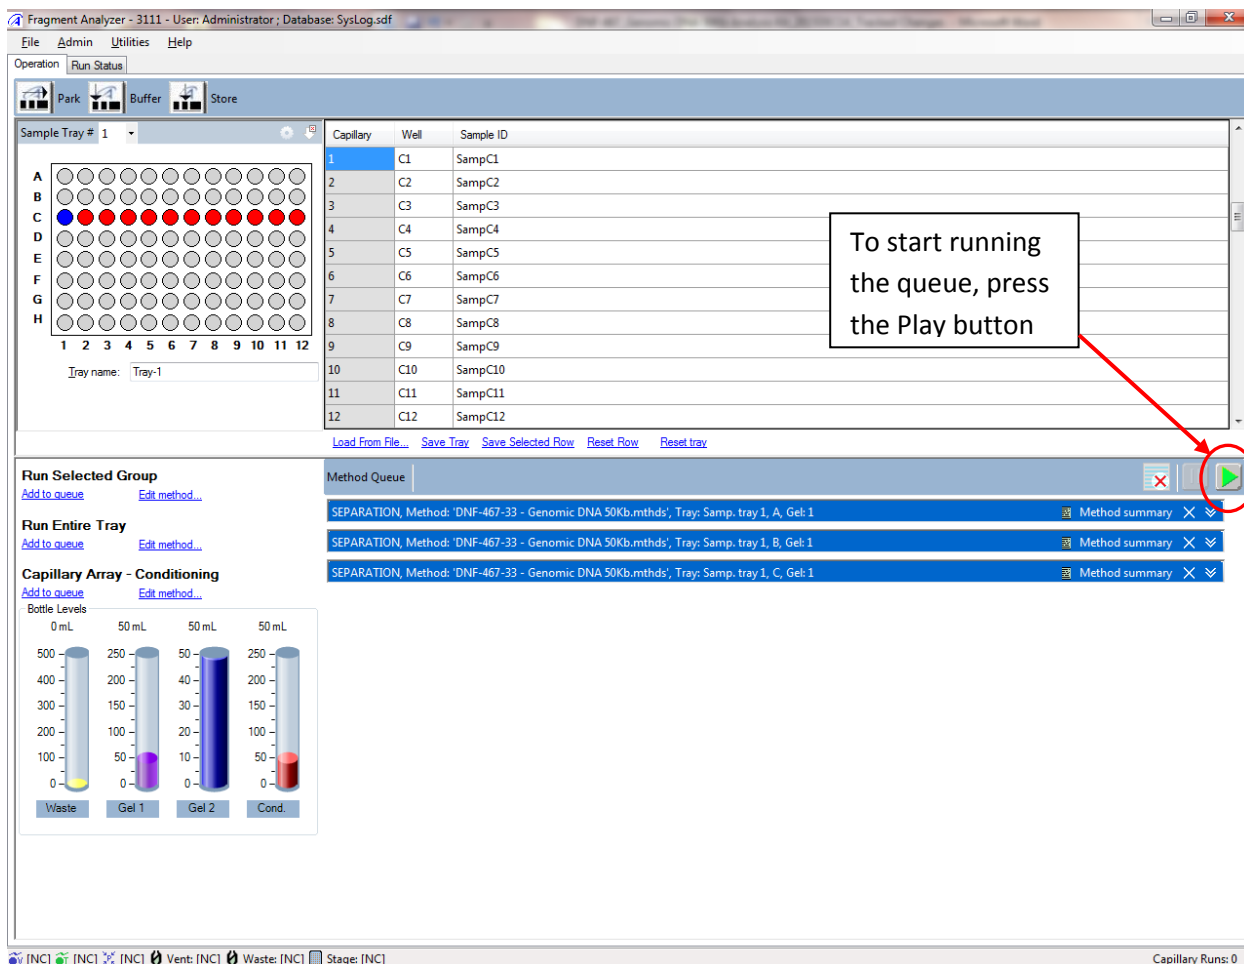 Fragment Analyzer - 3111 - User: Administrator ; Database: SysLog.sdf
File Admin Utilities Help
Operation Run Status
Park Buffer Store
Sample Tray # 1
A
B
C
D
E
F
G
H
1 2 3 4 5 6 7 8 9 10 11 12
Tray name: Tray-1
Capillary Well Sample ID
1 C1 SampC1
2 C2 SampC2
3 C3 SampC3
4 C4 SampC4
5 C5 SampC5
6 C6 SampC6
7 C7 SampC7
8 C8 SampC8
9 C9 SampC9
10 C10 SampC10
11 C11 SampC11
12 C12 SampC12
To start running
the queue, press
the Play button
Load From File... Save Tray Save Selected Row Reset Row Reset tray
Run Selected Group
Add to queue Edit method...
Run Entire Tray
Add to queue Edit method...
Capillary Array - Conditioning
Add to queue Edit method...
Method Queue
SEPARATION, Method: 'DNF-467-33 - Genomic DNA 50Kb.mthds', Tray: Samp. tray 1, A, Gel: 1 Method summary
SEPARATION, Method: 'DNF-467-33 - Genomic DNA 50Kb.mthds', Tray: Samp. tray 1, B, Gel: 1 Method summary
SEPARATION, Method: 'DNF-467-33 - Genomic DNA 50Kb.mthds', Tray: Samp. tray 1, C, Gel: 1 Method summary
Bottle Levels
0 mL 50 mL 50 mL 50 mL
500 250 50 250
400 200 40 200
300 150 30 150
200 100 20 100
100 50 10 50
0 0 0 0
Waste Gel 1 Gel 2 Cond.
[NC] [NC] [NC] Vent: [NC] Waste: [NC] Stage: [NC] Capillary Runs: 0